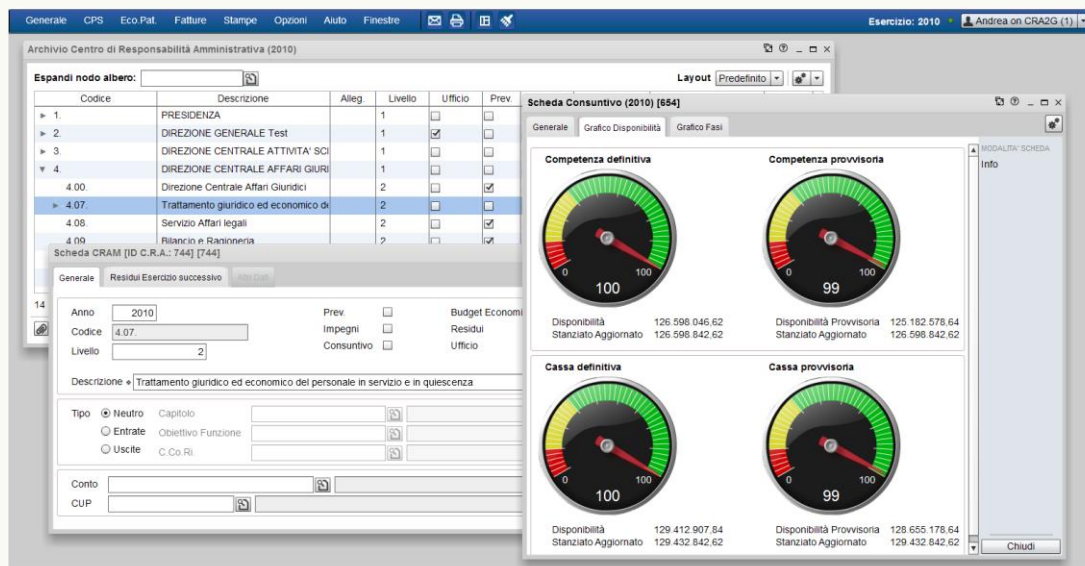 Generale CPS Eco.Pat. Fatture Stampe Opzioni Aiuto Finestre Esercizio: 2010 Andrea on CRA2G (1)
Archivio Centro di Responsabilità Amministrativa (2010)
Espandi nodo albero: Layout Predefinito
Codice Descrizione Alleg. Livello Ufficio Prev.
1. PRESIDENZA 1
2. DIREZIONE GENERALE Test 1
3. DIREZIONE CENTRALE ATTIVITA' SCI 1
4. DIREZIONE CENTRALE AFFARI GIURI 1
4.00. Direzione Centrale Affari Giuridici 2
4.07. Trattamento giuridico ed economico de 2
4.08. Servizio Affari legali 2
4.09. Bilancio e Ragioneria 2
14
Scheda CRAM [ID C.R.A.: 744] [744]
Generale Residui Esercizio successivo
Anno 2010 Prev. Budget Economi
Codice 4.07. Impegni Residui
Livello 2 Consuntivo Ufficio
Descrizione Trattamento giuridico ed economico del personale in servizio e in quiescenza
Tipo Neutro Capitolo
Entrate Obiettivo Funzione
Uscite C.Co.Ri.
Conto
CUP
Scheda Consuntivo (2010) [654]
Generale Grafico Disponibilità Grafico Fasi
MODALITA' SCHEDA
Info
Competenza definitiva Competenza provvisoria
0 100 0 100
100 99
Disponibilità 126.598.046,62 Disponibilità Provvisoria 125.182.578,64
Stanziato Aggiornato 126.598.842,62 Stanziato Aggiornato 126.598.842,62
Cassa definitiva Cassa provvisoria
0 100 0 100
100 99
Disponibilità 129.412.907,84 Disponibilità Provvisoria 128.655.178,64
Stanziato Aggiornato 129.432.842,62 Stanziato Aggiornato 129.432.842,62
Chiudi